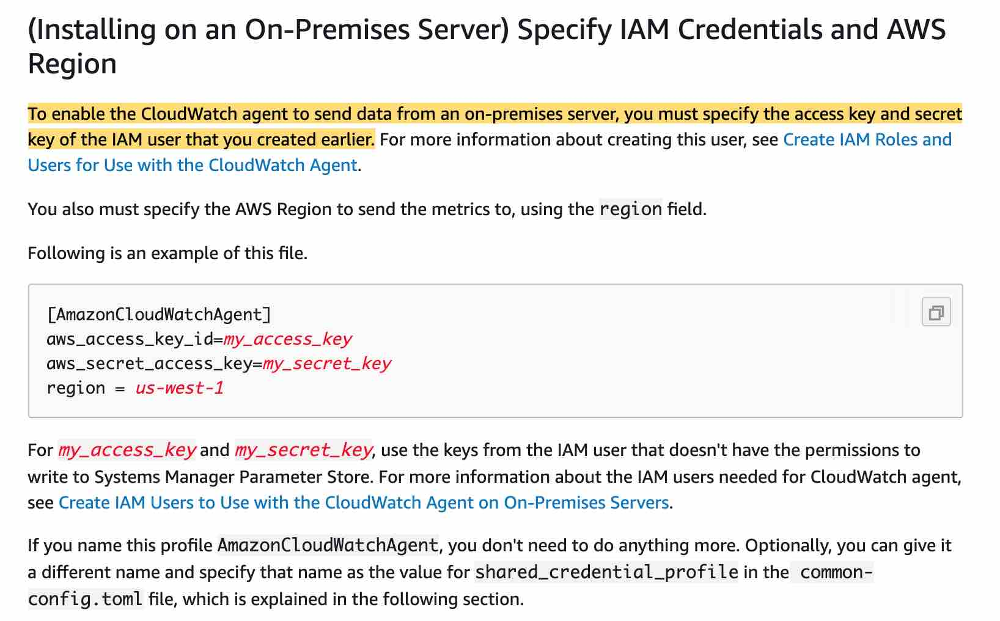 (Installing on an On-Premises Server) Specify IAM Credentials and AWS
Region
To enable the CloudWatch agent to send data from an on-premises server, you must specify the access key and secret
key of the IAM user that you created earlier. For more information about creating this user, see Create IAM Roles and
Users for Use with the CloudWatch Agent.
You also must specify the AWS Region to send the metrics to, using the region field.
Following is an example of this file.
[AmazonCloudWatchAgent]
aws_access_key_id=my_access_key
aws_secret_access_key=my_secret_key
region = us-west-1
For my_access_key and my_secret_key, use the keys from the IAM user that doesn't have the permissions to
write to Systems Manager Parameter Store. For more information about the IAM users needed for CloudWatch agent,
see Create IAM Users to Use with the CloudWatch Agent on On-Premises Servers.
If you name this profile AmazonCloudWatchAgent, you don't need to do anything more. Optionally, you can give it
a different name and specify that name as the value for shared_credential_profile in the common-
config.toml file, which is explained in the following section.